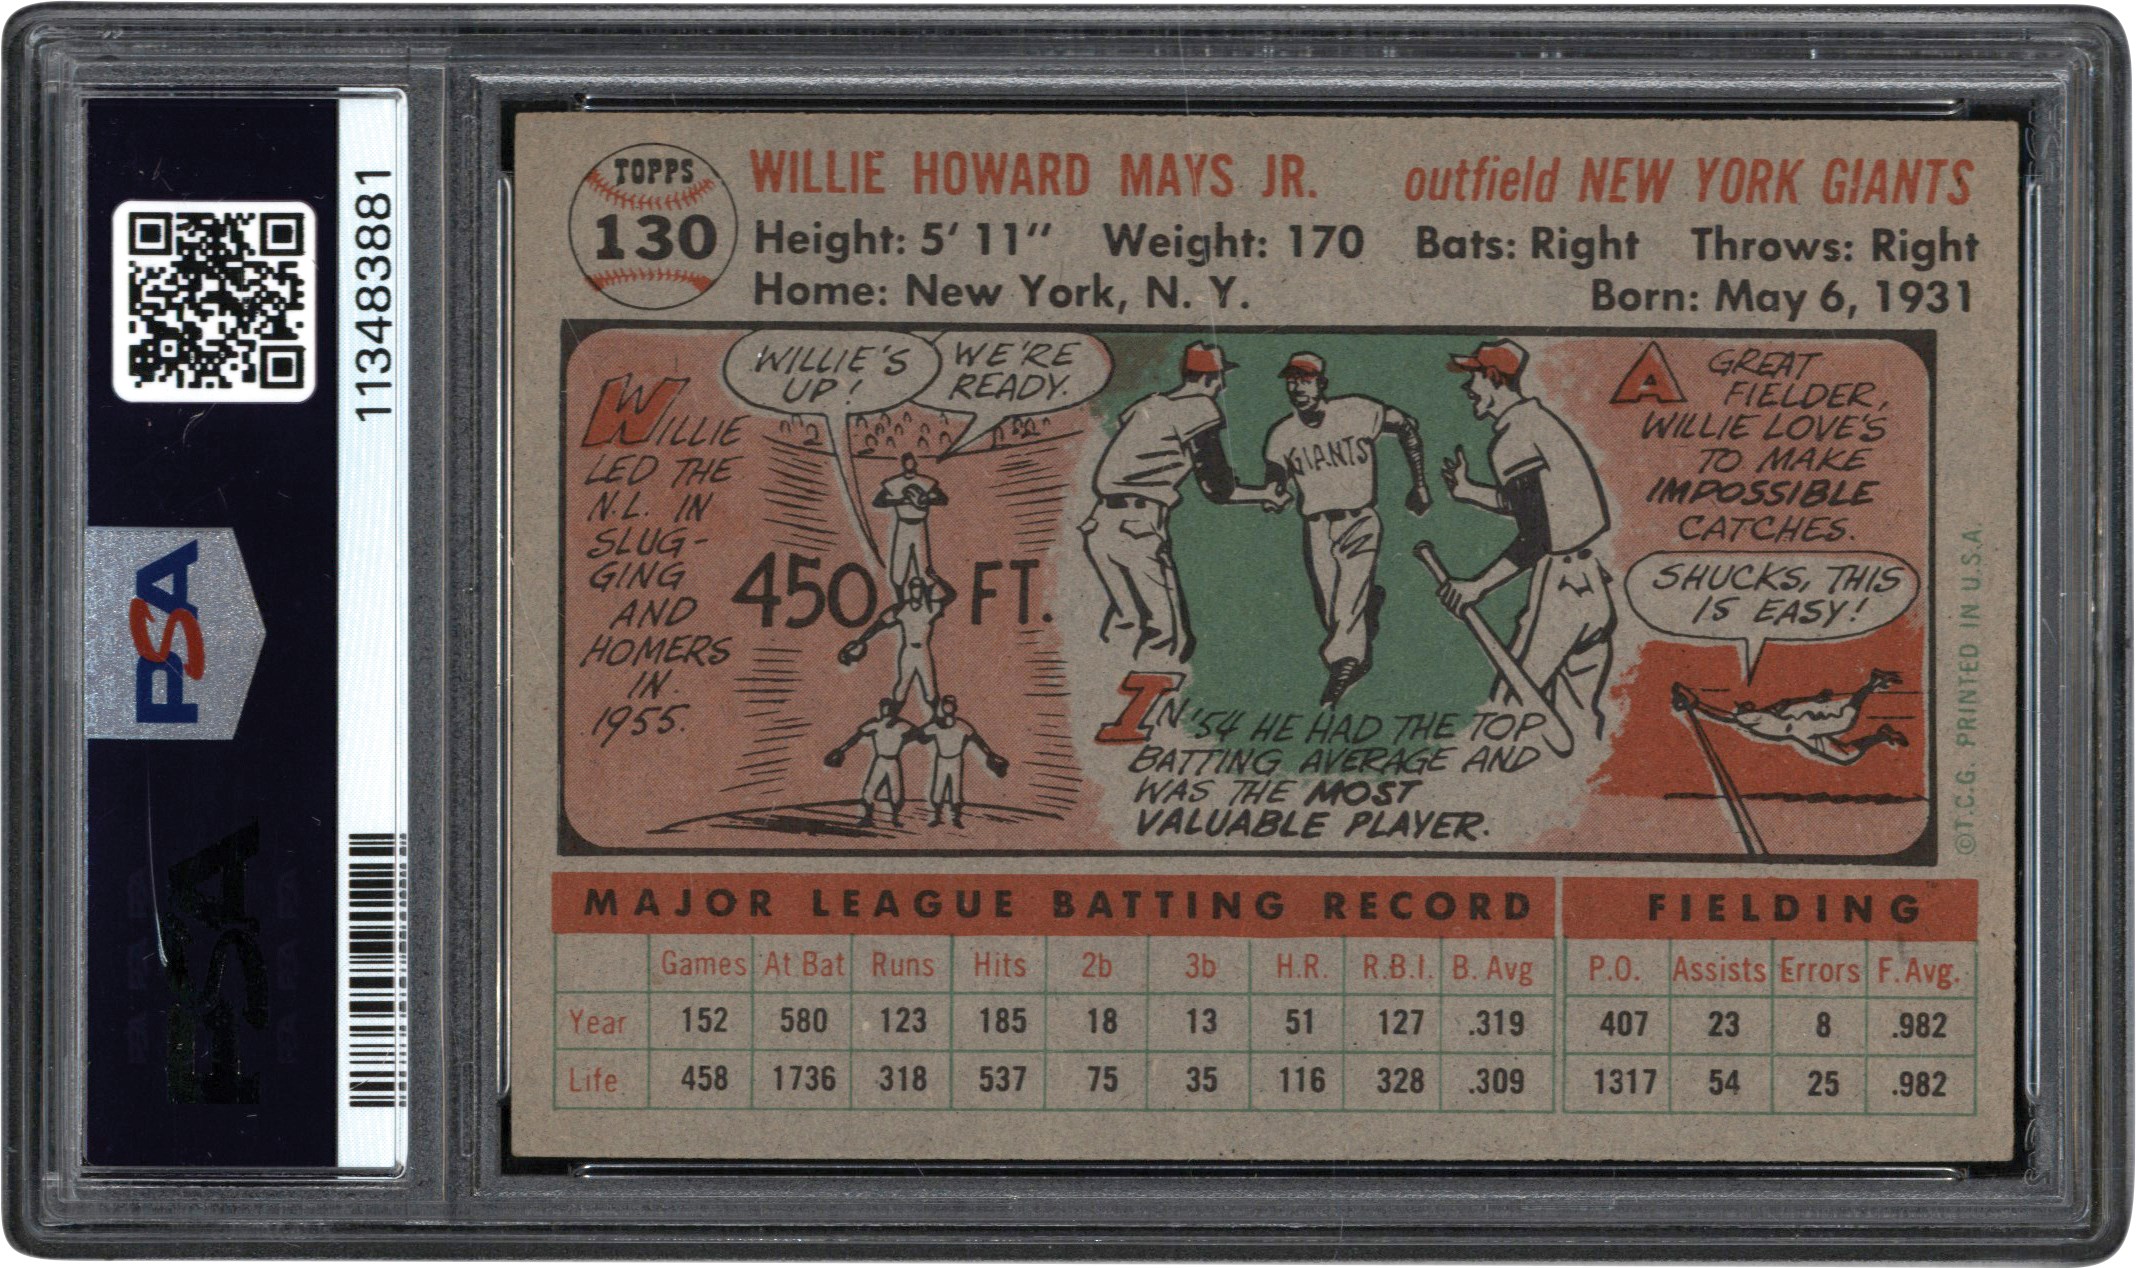 113483881
PSA
PSA
TOPPS
130
WILLIE HOWARD MAYS JR. outfield NEW YORK GIANTS
Height: 5' 11" Weight: 170 Bats: Right Throws: Right
Home: New York, N. Y. Born: May 6, 1931
WILLIE
LED THE
N.L. IN
SLUG-
GING
AND
HOMERS
IN
1955.
WILLIE'S
UP!
WE'RE
READY.
450 FT.
GIANTS
IN '54 HE HAD THE TOP
BATTING AVERAGE AND
WAS THE MOST
VALUABLE PLAYER.
A GREAT
FIELDER,
WILLIE LOVE'S
TO MAKE
IMPOSSIBLE
CATCHES.
SHUCKS, THIS
IS EASY!
©T.C.G. PRINTED IN U.S.A.
MAJOR LEAGUE BATTING RECORD FIELDING
Games At Bat Runs Hits 2b 3b H.R. R.B.I. B. Avg P.O. Assists Errors F. Avg.
Year 152 580 123 185 18 13 51 127 .319 407 23 8 .982
Life 458 1736 318 537 75 35 116 328 .309 1317 54 25 .982